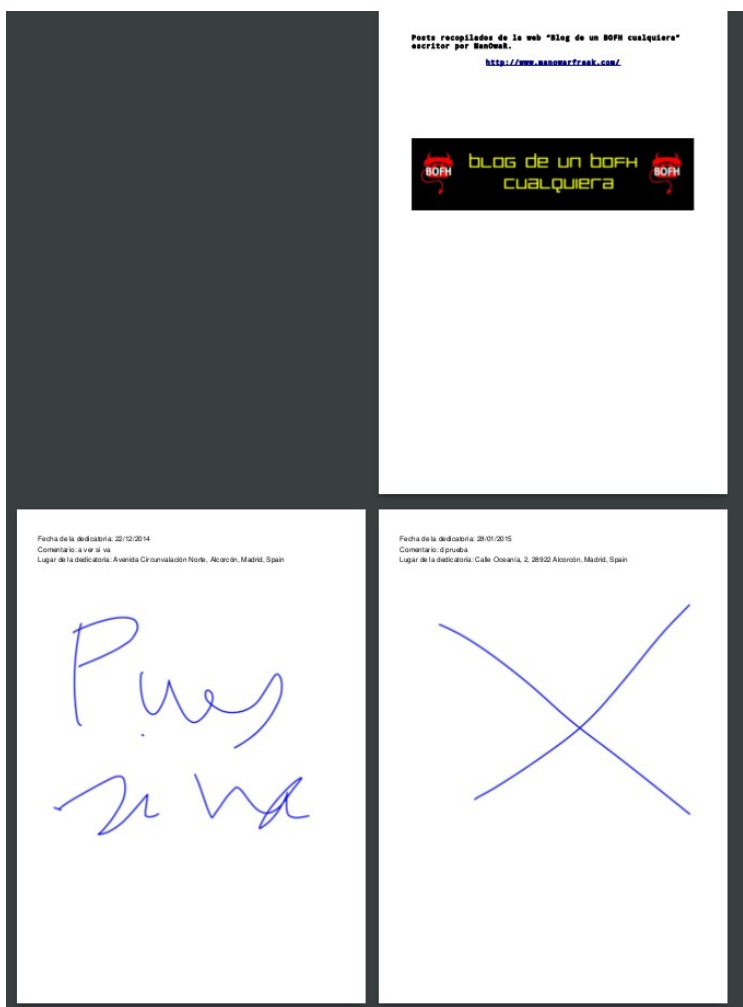 Posts recopilados de la web “Blog de un BOFH cualquiera”
escritor por ManOwaR.
http://www.manowarfreak.com/
BOFH
BLOG DE UN BOFH
CUALQUIERA
BOFH
Fecha de la dedicatoria: 22/12/2014
Comentario: a ver si va
Lugar de la dedicatoria: Avenida Circunvalación Norte, Alcorcón, Madrid, Spain
Pues
si va
Fecha de la dedicatoria: 28/01/2015
Comentario: d prueba
Lugar de la dedicatoria: Calle Oceanía, 2, 28922 Alcorcón, Madrid, Spain